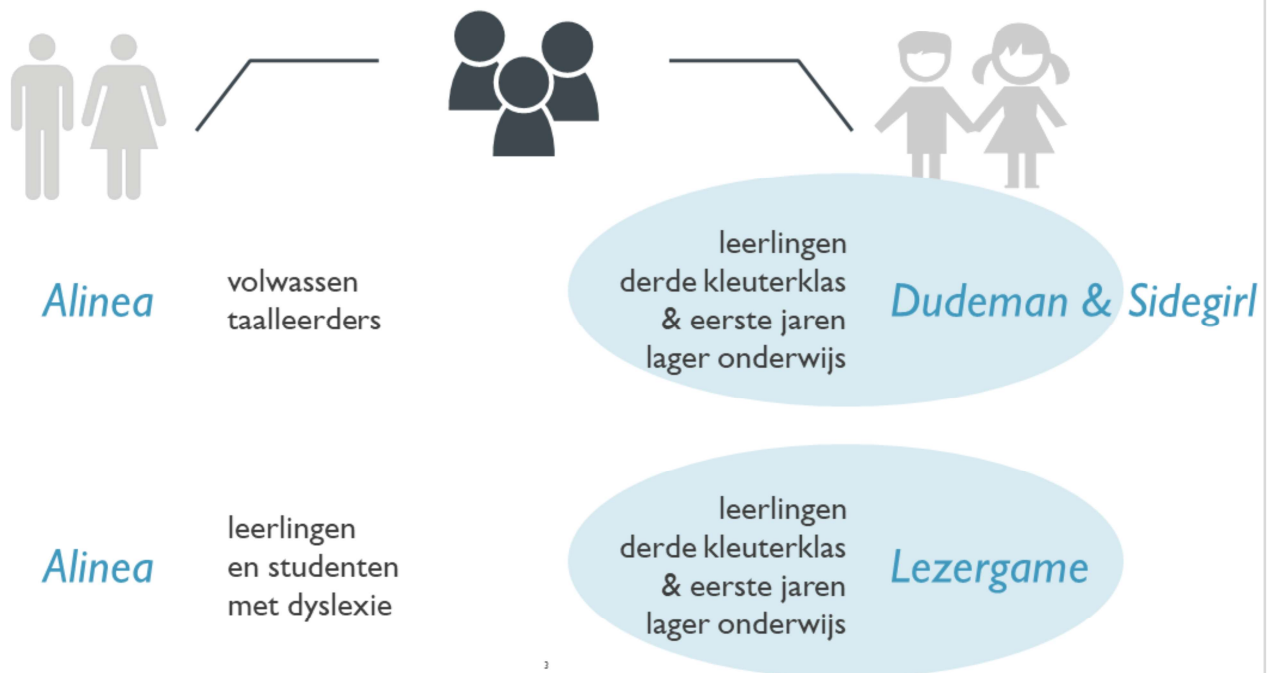 Alinea
volwassen
taalleerders
leerlingen
derde kleuterklas
& eerste jaren
lager onderwijs
Dudeman & Sidegirl
Alinea
leerlingen
en studenten
met dyslexie
leerlingen
derde kleuterklas
& eerste jaren
lager onderwijs
Lezergame
3